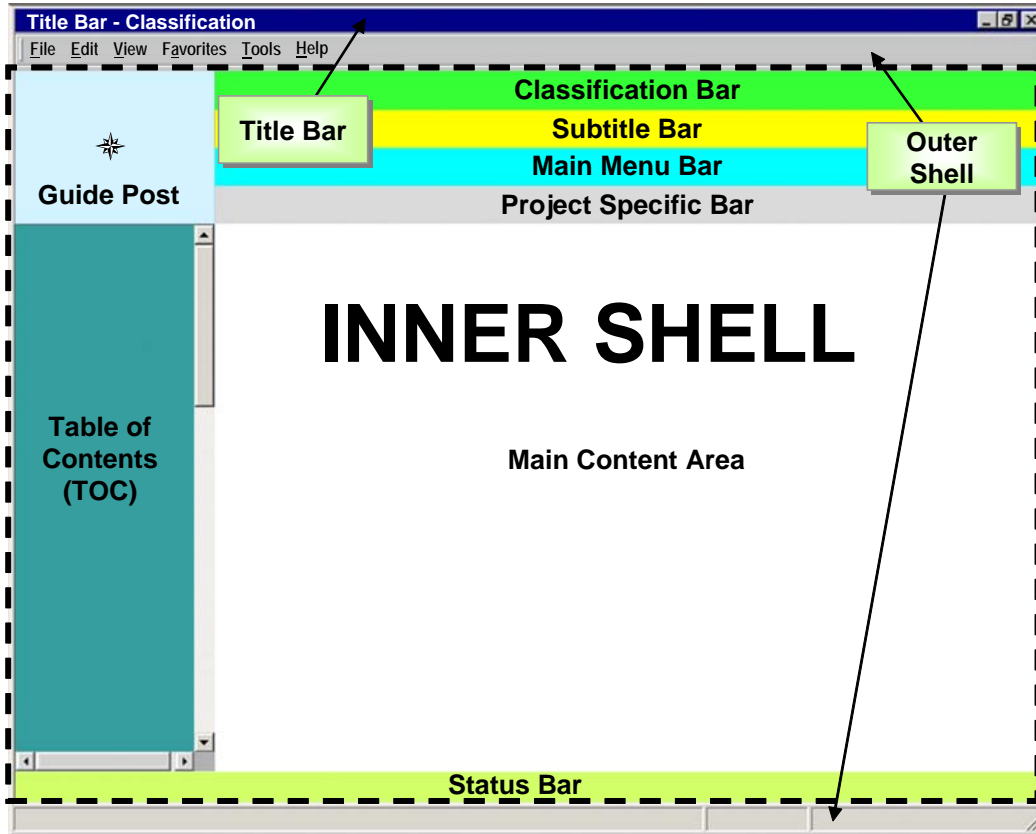 Title Bar - Classification
File Edit View Favorites Tools Help
Classification Bar
Title Bar
Subtitle Bar
Outer
Shell
Main Menu Bar
Guide Post
Project Specific Bar
INNER SHELL
Table of
Contents
(TOC)
Main Content Area
Status Bar